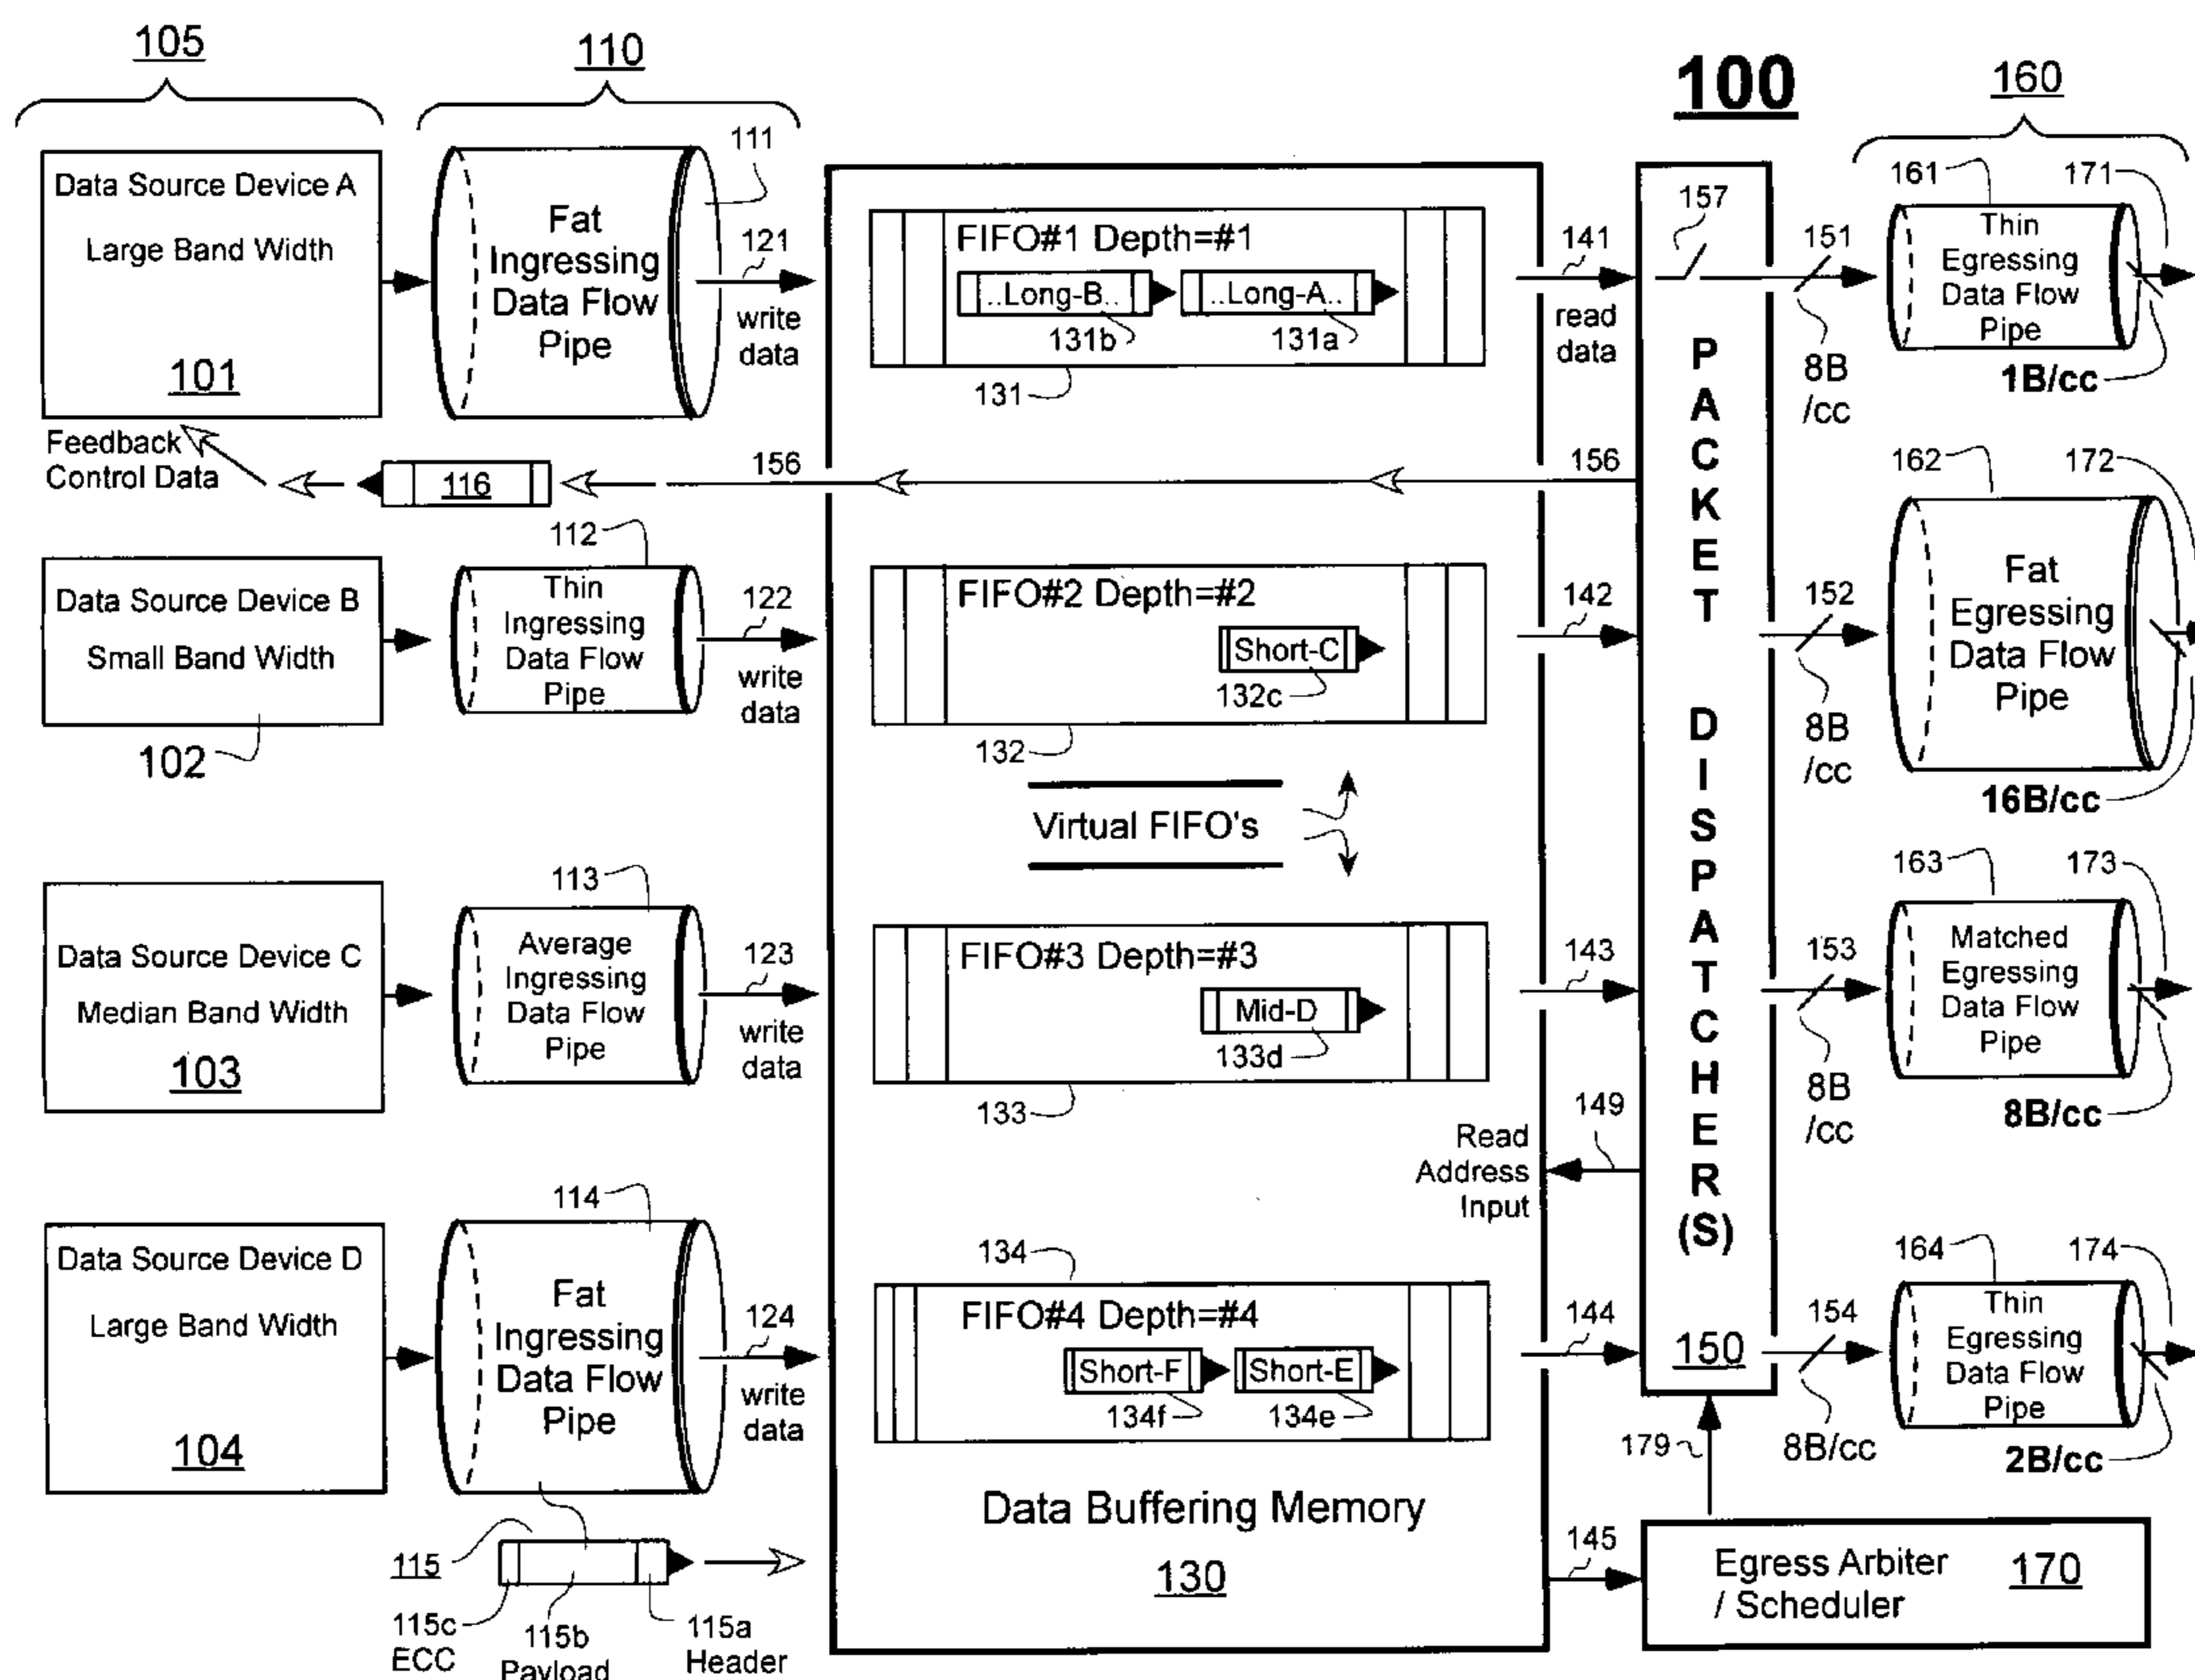 105
110
100
160
Data Source Device A
Large Band Width
101
Fat
Ingressing
Data Flow
Pipe
111
121
write
data
FIFO#1 Depth=#1
..Long-B..
..Long-A..
131b
131a
131
141
read
data
157
151
8B
/cc
161
171
Thin
Egressing
Data Flow
Pipe
1B/cc
Feedback
Control Data
116
156
156
Data Source Device B
Small Band Width
102
112
Thin
Ingressing
Data Flow
Pipe
122
write
data
FIFO#2 Depth=#2
Short-C
132c
132
142
152
8B
/cc
162
172
Fat
Egressing
Data Flow
Pipe
16B/cc
Virtual FIFO's
PACKET DISPATCHER(S)
150
Data Source Device C
Median Band Width
103
113
Average
Ingressing
Data Flow
Pipe
123
write
data
FIFO#3 Depth=#3
Mid-D
133d
133
143
153
8B
/cc
163
173
Matched
Egressing
Data Flow
Pipe
8B/cc
149
Read
Address
Input
Data Source Device D
Large Band Width
104
114
Fat
Ingressing
Data Flow
Pipe
124
write
data
134
FIFO#4 Depth=#4
Short-F
Short-E
134f
134e
144
154
8B/cc
164
174
Thin
Egressing
Data Flow
Pipe
2B/cc
179
Data Buffering Memory
130
145
Egress Arbiter
/ Scheduler
170
115
115c
ECC
115b
Payload
115a
Header